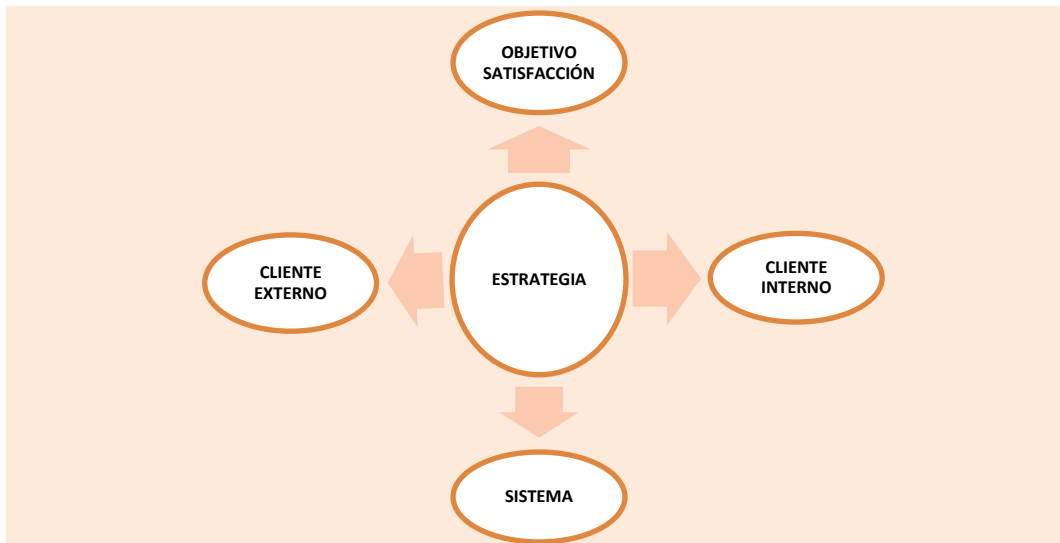 OBJETIVO
SATISFACCIÓN
CLIENTE
EXTERNO
ESTRATEGIA
CLIENTE
INTERNO
SISTEMA